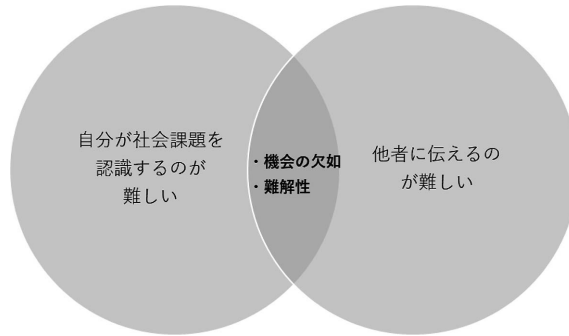 自分が社会課題を
認識するのが
難しい
・機会の欠如
・難解性
他者に伝えるの
が難しい